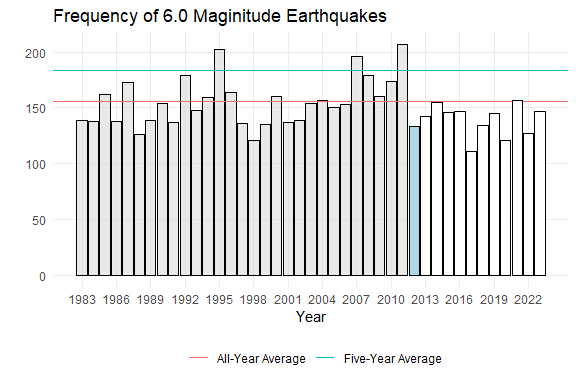 Frequency of 6.0 Maginitude Earthquakes
200
150
100
50
0
1983 1986 1989 1992 1995 1998 2001 2004 2007 2010 2013 2016 2019 2022
Year
All-Year Average Five-Year Average